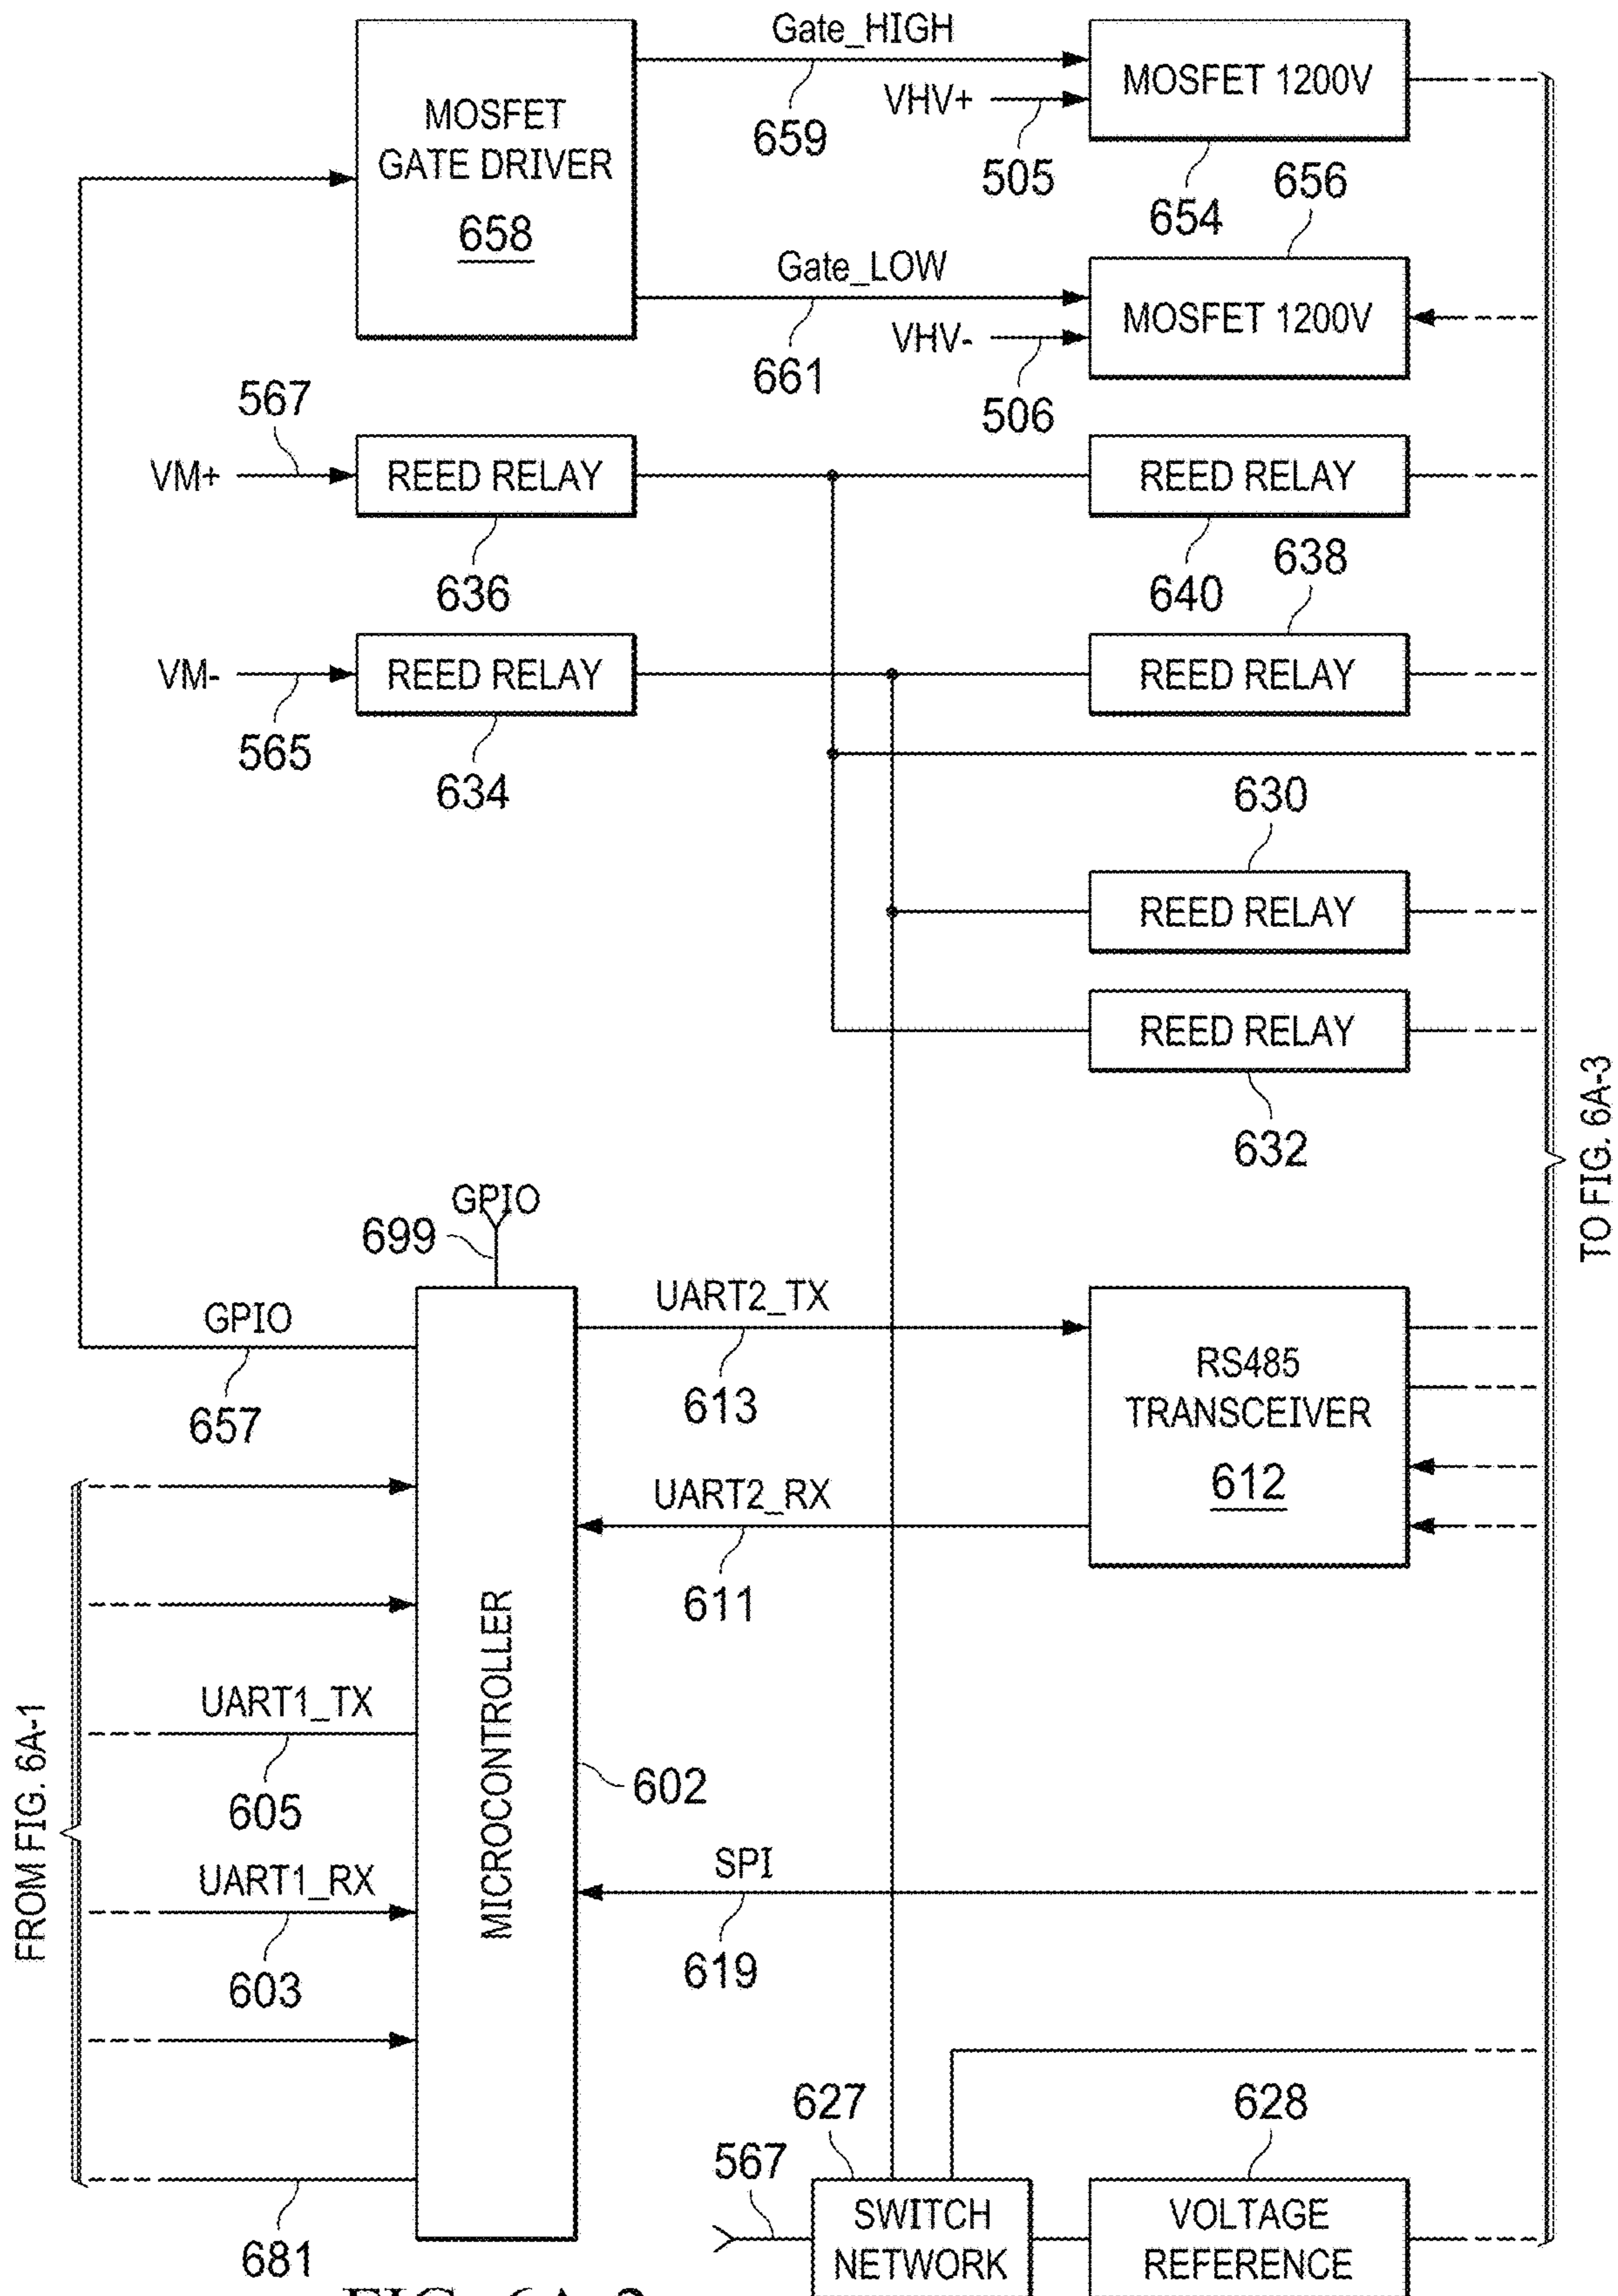 Gate_HIGH
MOSFET 1200V
VHV+
659
505
654
656
MOSFET
GATE DRIVER
658
Gate_LOW
MOSFET 1200V
VHV-
661
506
567
VM+
REED RELAY
REED RELAY
636
640
638
VM-
REED RELAY
REED RELAY
565
634
630
REED RELAY
REED RELAY
632
TO FIG. 6A-3
GPIO
699
GPIO
657
UART2_TX
613
RS485
TRANSCEIVER
612
UART2_RX
611
MICROCONTROLLER
602
FROM FIG. 6A-1
UART1_TX
605
UART1_RX
603
SPI
619
681
627
628
567
SWITCH
NETWORK
VOLTAGE
REFERENCE